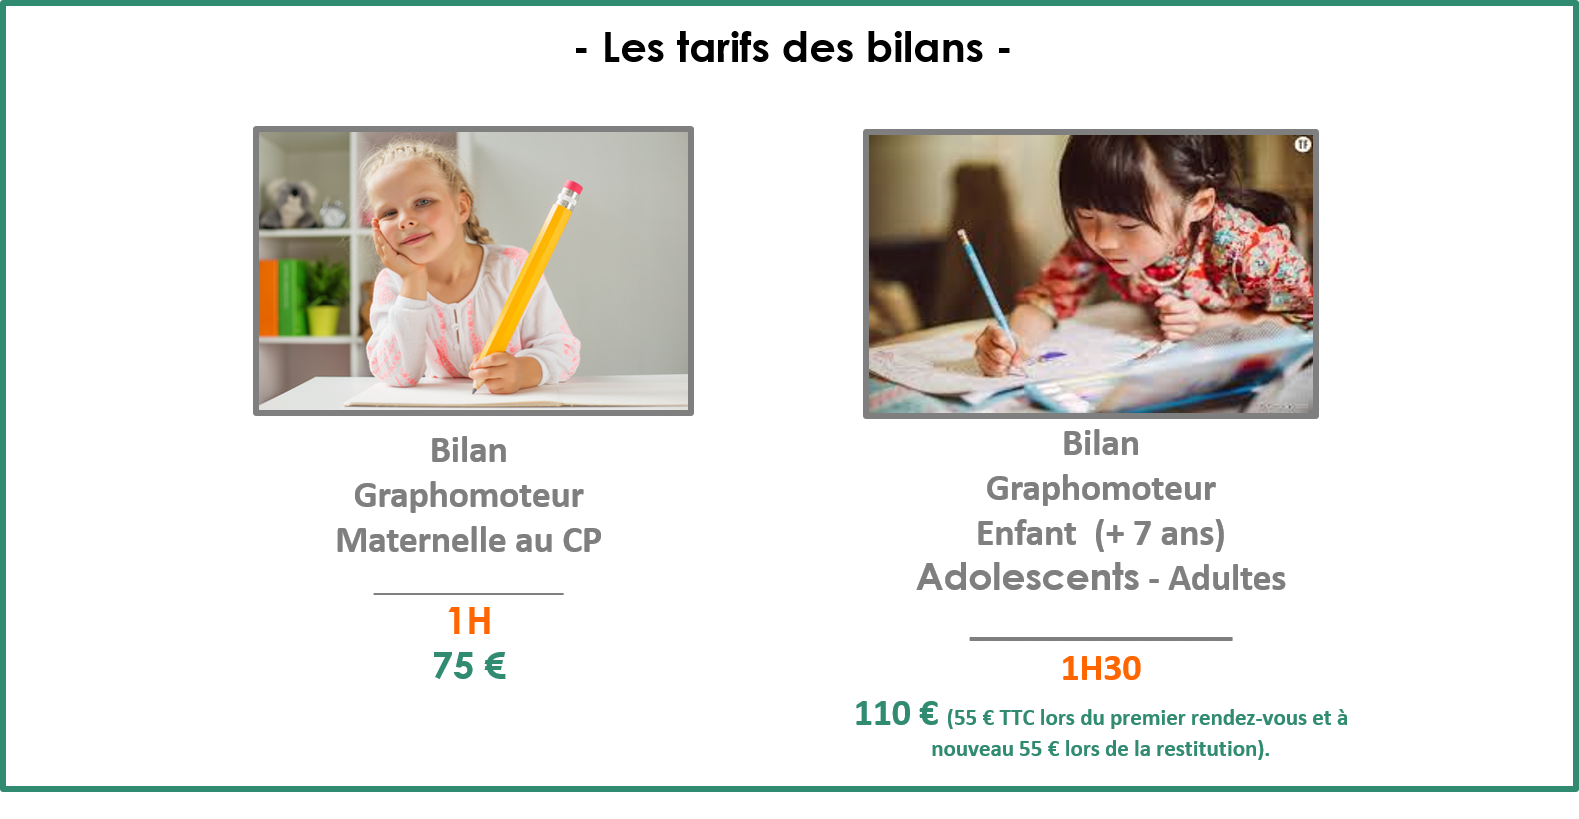 - Les tarifs des bilans -
TF
Bilan
Graphomoteur
Maternelle au CP
1H
75 €
Bilan
Graphomoteur
Enfant (+ 7 ans)
Adolescents - Adultes
1H30
110 € (55 € TTC lors du premier rendez-vous et à
nouveau 55 € lors de la restitution).